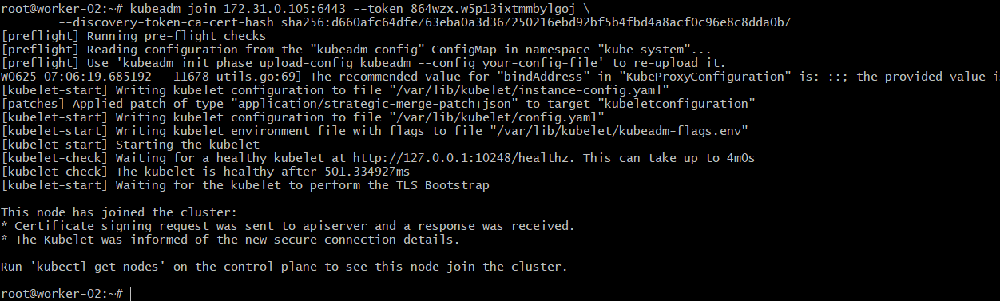 root@worker-02:~# kubeadm join 172.31.0.105:6443 --token 864wzx.w5p13ixtmmbylgoj \
        --discovery-token-ca-cert-hash sha256:d660afc64dfe763eba0a3d367250216ebd92bf5b4fbd4a8acf0c96e8c8dda0b7
[preflight] Running pre-flight checks
[preflight] Reading configuration from the "kubeadm-config" ConfigMap in namespace "kube-system"...
[preflight] Use 'kubeadm init phase upload-config kubeadm --config your-config-file' to re-upload it.
W0625 07:06:19.685192   11678 utils.go:69] The recommended value for "bindAddress" in "KubeProxyConfiguration" is: ::; the provided value i
[kubelet-start] Writing kubelet configuration to file "/var/lib/kubelet/instance-config.yaml"
[patches] Applied patch of type "application/strategic-merge-patch+json" to target "kubeletconfiguration"
[kubelet-start] Writing kubelet configuration to file "/var/lib/kubelet/config.yaml"
[kubelet-start] Writing kubelet environment file with flags to file "/var/lib/kubelet/kubeadm-flags.env"
[kubelet-start] Starting the kubelet
[kubelet-check] Waiting for a healthy kubelet at http://127.0.0.1:10248/healthz. This can take up to 4m0s
[kubelet-check] The kubelet is healthy after 501.334927ms
[kubelet-start] Waiting for the kubelet to perform the TLS Bootstrap

This node has joined the cluster:
* Certificate signing request was sent to apiserver and a response was received.
* The Kubelet was informed of the new secure connection details.

Run 'kubectl get nodes' on the control-plane to see this node join the cluster.

root@worker-02:~#